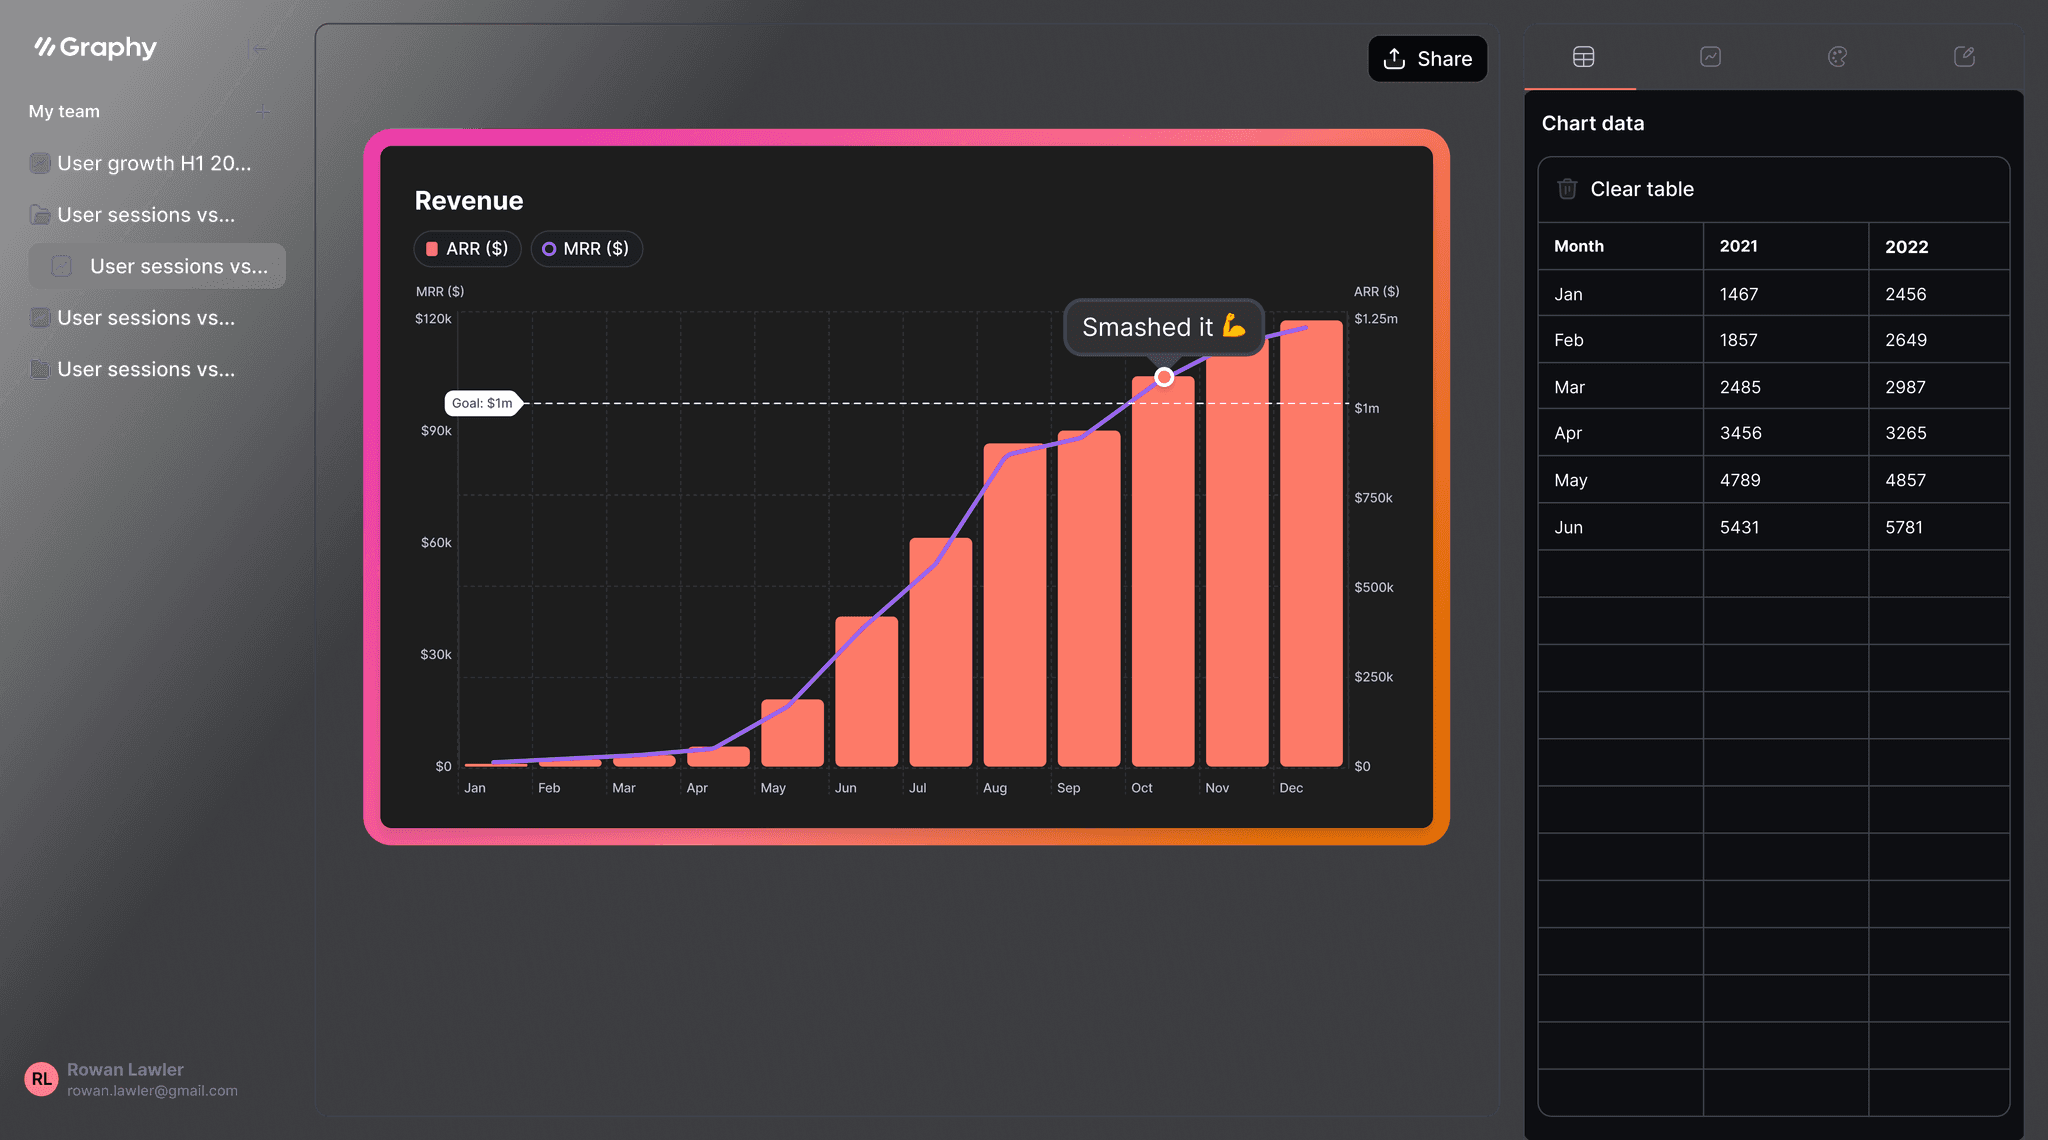 Graphy
My team
User growth H1 20...
User sessions vs...
User sessions vs...
User sessions vs...
User sessions vs...
RL
Rowan Lawler
rowan.lawler@gmail.com
Share
Revenue
ARR ($) MRR ($)
MRR ($) ARR ($)
$120k
$90k
$60k
$30k
$0
Goal: $1m
Smashed it 💪
$1.25m
$1m
$750k
$500k
$250k
$0
Jan Feb Mar Apr May Jun Jul Aug Sep Oct Nov Dec
Chart data
Clear table
Month 2021 2022
Jan 1467 2456
Feb 1857 2649
Mar 2485 2987
Apr 3456 3265
May 4789 4857
Jun 5431 5781